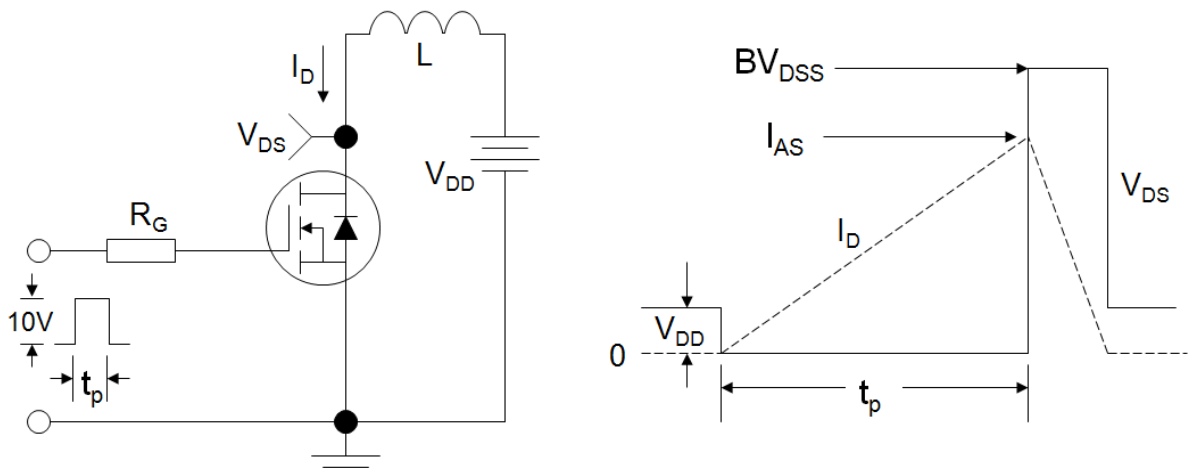 L
I_D
V_DS
V_DD
R_G
10V
t_p
BV_DSS
I_AS
V_DS
I_D
V_DD
0
t_p